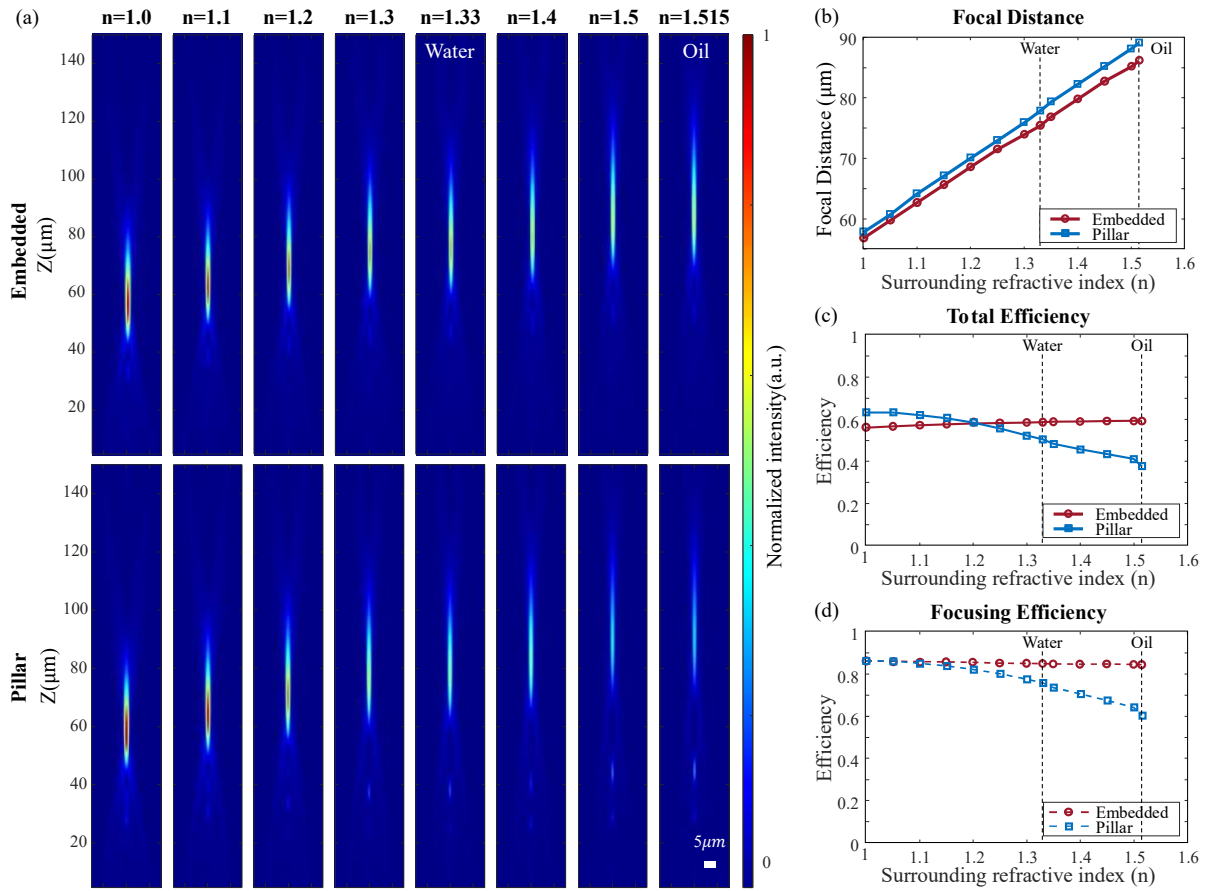 (a)
n=1.0 n=1.1 n=1.2 n=1.3 n=1.33 n=1.4 n=1.5 n=1.515
Water Oil
Embedded
Z(μm)
140
120
100
80
60
40
20
Pillar
Z(μm)
140
120
100
80
60
40
20
5μm
1
Normalized intensity(a.u.)
0
(b) Focal Distance
Water Oil
Focal Distance (μm)
90
80
70
60
Embedded
Pillar
1 1.1 1.2 1.3 1.4 1.5 1.6
Surrounding refractive index (n)
(c) Total Efficiency
Water Oil
Efficiency
1
0.8
0.6
0.4
0.2
0
Embedded
Pillar
1 1.1 1.2 1.3 1.4 1.5 1.6
Surrounding refractive index (n)
(d) Focusing Efficiency
Water Oil
Efficiency
1
0.8
0.6
0.4
0.2
0
Embedded
Pillar
1 1.1 1.2 1.3 1.4 1.5 1.6
Surrounding refractive index (n)